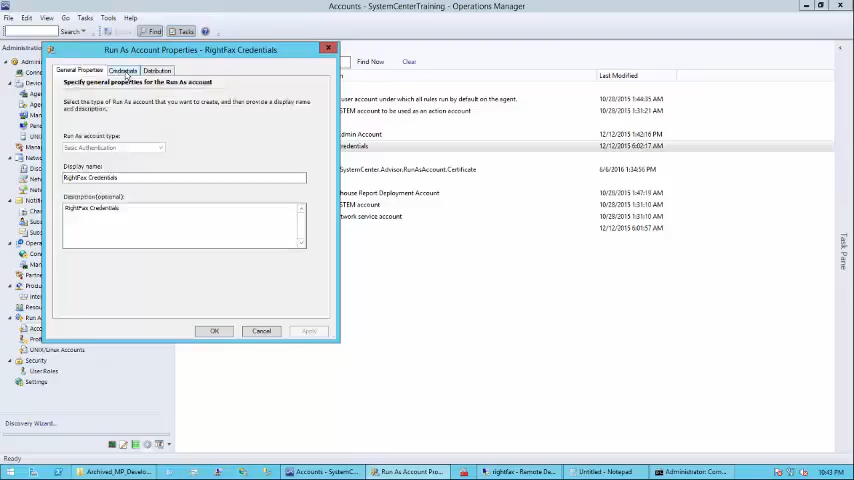 Accounts - SystemCenterTraining - Operations Manager
File Edit View Go Tasks Tools Help
Search Find Tasks
Find Now Clear
Run As Account Properties - RightFax Credentials
General Properties Credentials Distribution
Specify general properties for the Run As account
Select the type of Run As account that you want to create, and then provide a display name
and description.
Run As account type:
Basic Authentication
Display name:
RightFax Credentials
Description(optional):
RightFax Credentials
OK Cancel Apply
Last Modified
user account under which all rules run by default on the agent. 10/28/2015 1:44:35 AM
STEM account to be used as an action account 10/28/2015 1:31:21 AM
dmin Account 12/12/2015 1:42:16 PM
redentials 12/12/2015 6:02:17 AM
SystemCenter.Advisor.RunAsAccount.Certificate 6/6/2016 1:34:56 PM
house Report Deployment Account 10/28/2015 1:31:19 AM
STEM account 10/28/2015 1:31:10 AM
twork service account 10/28/2015 1:31:10 AM
12/12/2015 6:01:57 AM
Task Pane
Administra
UNIX/Linux Accounts
Security
User Roles
Settings
Discovery Wizard...
Ready
Archived_MP_Develo... Accounts - SystemC... Run As Account Pro... rightfax - Remote De... Untitled - Notepad Administrator: Com... 10:43 PM